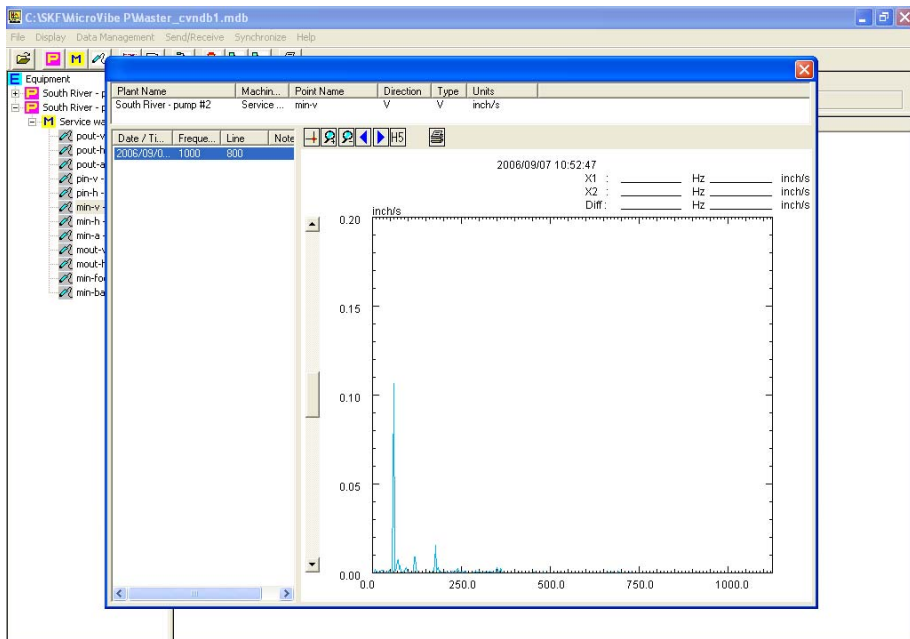 C:\SKF\MicroVibe P\Master_cvndb1.mdb
File Display Data Management Send/Receive Synchronize Help
Equipment
South River - p
South River - p
Service wa
pout-v
pout-h
pout-a
pin-v -
pin-h -
min-v -
min-h -
min-a -
mout-v
mout-h
min-foo
min-ba
Plant Name Machin... Point Name Direction Type Units
South River - pump #2 Service ... min-v V V inch/s
Date / Ti... Freque... Line Note
2006/09/0... 1000 800
H5
2006/09/07 10:52:47
X1 : Hz inch/s
X2 : Hz inch/s
Diff : Hz inch/s
inch/s
0.20
0.15
0.10
0.05
0.00
0.0 250.0 500.0 750.0 1000.0